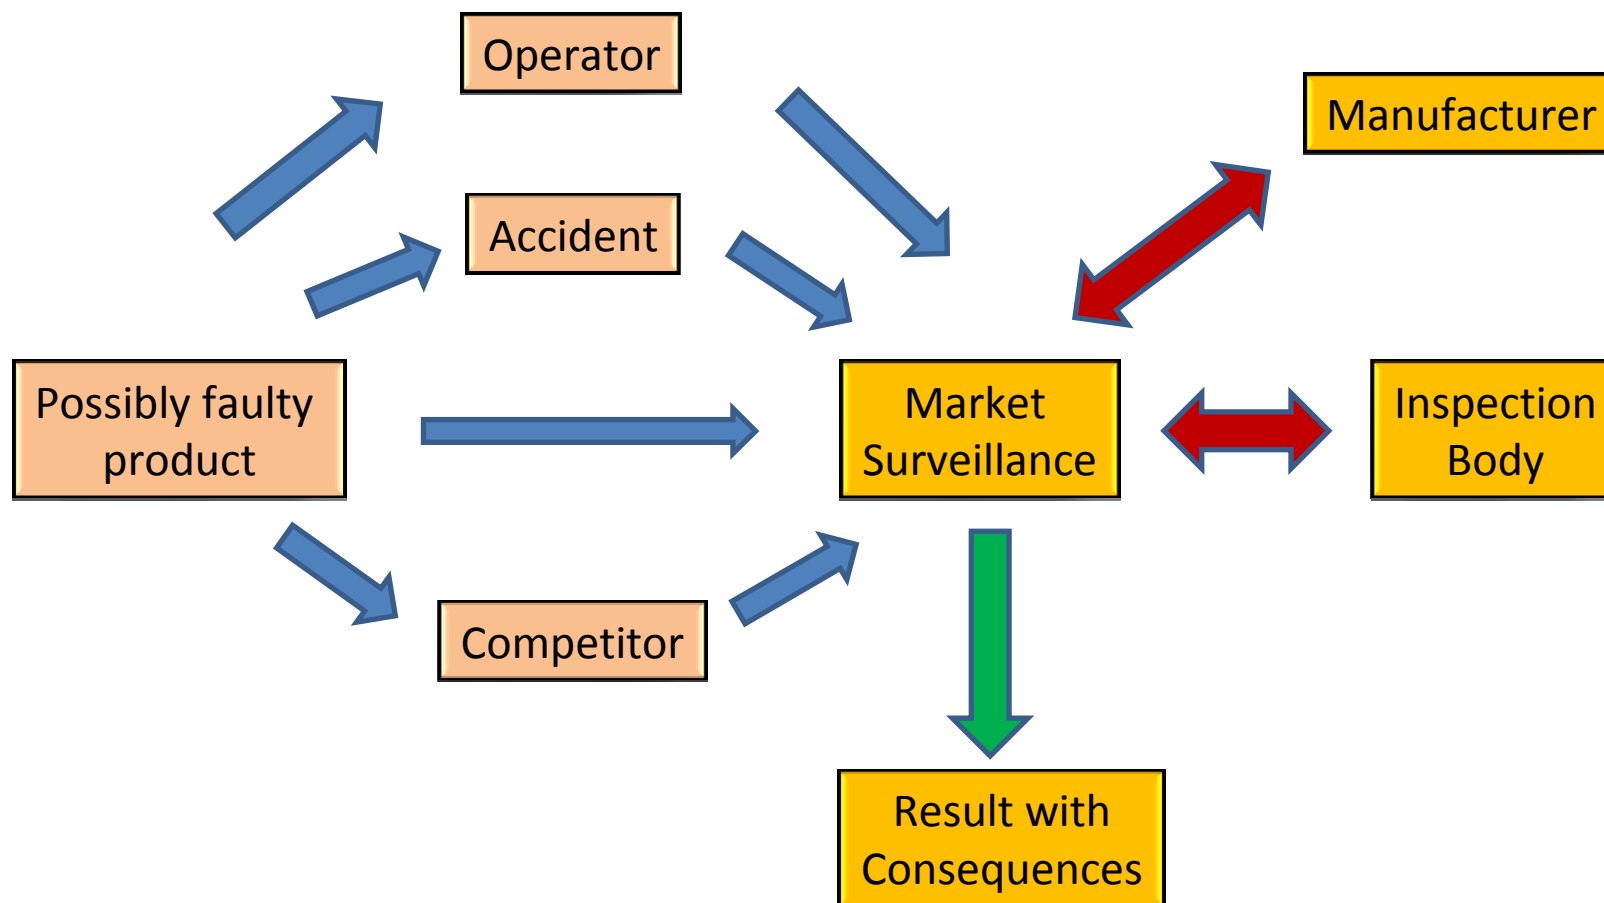 Operator
Manufacturer
Accident
Possibly faulty
product
Market
Surveillance
Inspection
Body
Competitor
Result with
Consequences